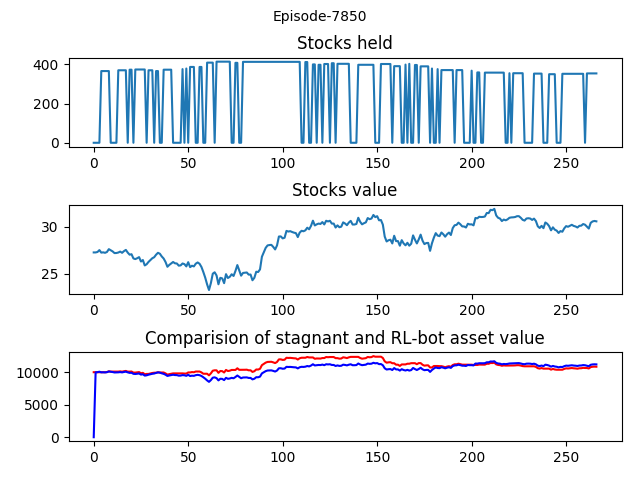 Episode-7850
Stocks held
400
200
0
0 50 100 150 200 250
Stocks value
30
25
0 50 100 150 200 250
Comparision of stagnant and RL-bot asset value
10000
5000
0
0 50 100 150 200 250